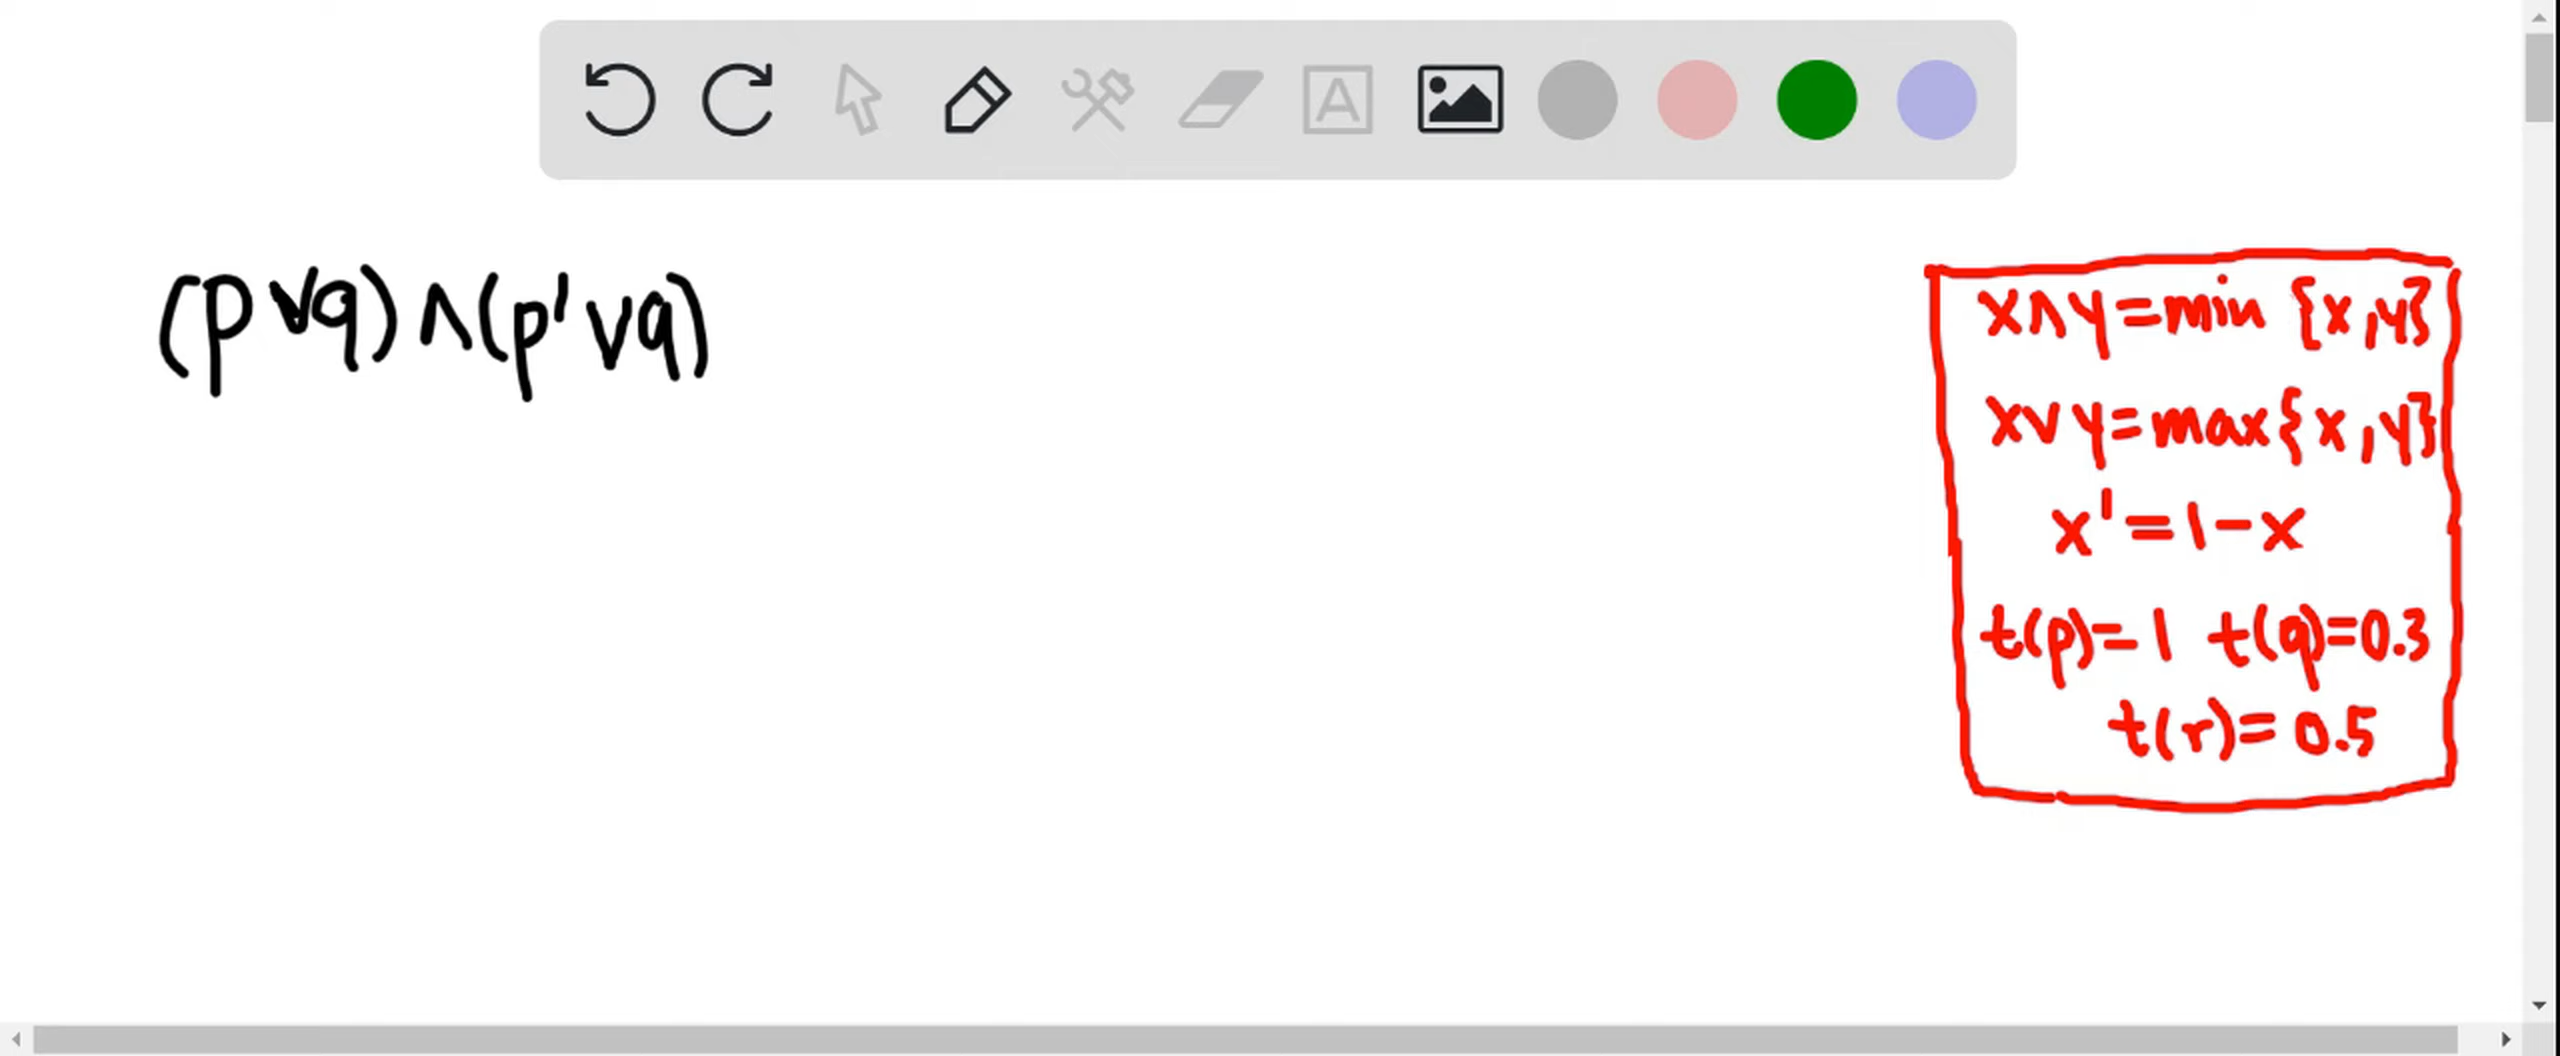 A
(p∨q)∧(p'∨q)
x∧y=min {x,y}
x∨y=max{x,y}
x'=1-x
t(p)=1 t(q)=0.3
t(r)=0.5